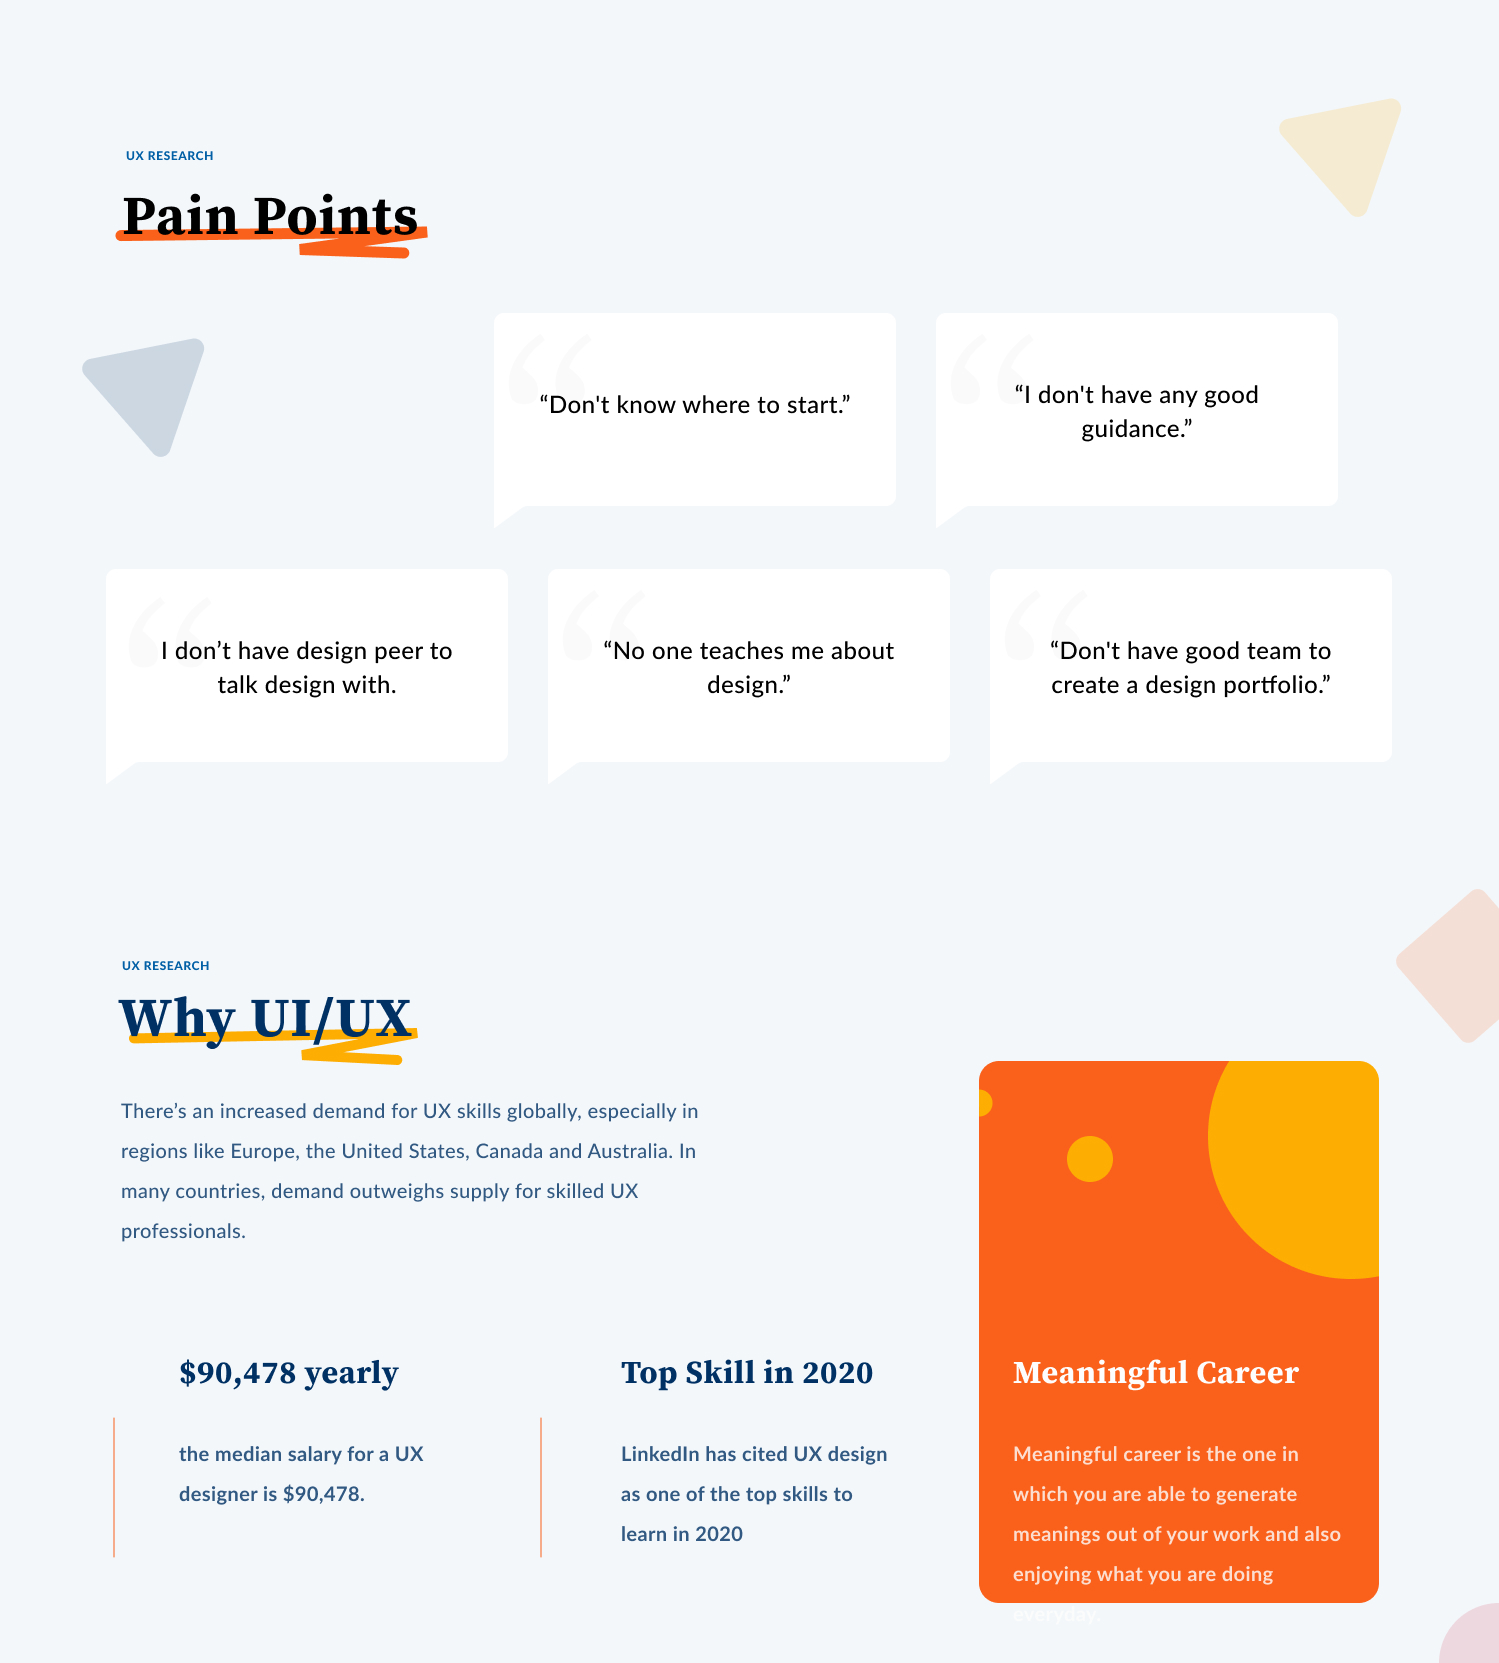 UX RESEARCH
Pain Points
“Don't know where to start.”
“I don't have any good
guidance.”
I don’t have design peer to
talk design with.
“No one teaches me about
design.”
“Don't have good team to
create a design portfolio.”
UX RESEARCH
Why UI/UX
There’s an increased demand for UX skills globally, especially in
regions like Europe, the United States, Canada and Australia. In
many countries, demand outweighs supply for skilled UX
professionals.
$90,478 yearly
the median salary for a UX
designer is $90,478.
Top Skill in 2020
LinkedIn has cited UX design
as one of the top skills to
learn in 2020
Meaningful Career
Meaningful career is the one in
which you are able to generate
meanings out of your work and also
enjoying what you are doing
everyday.